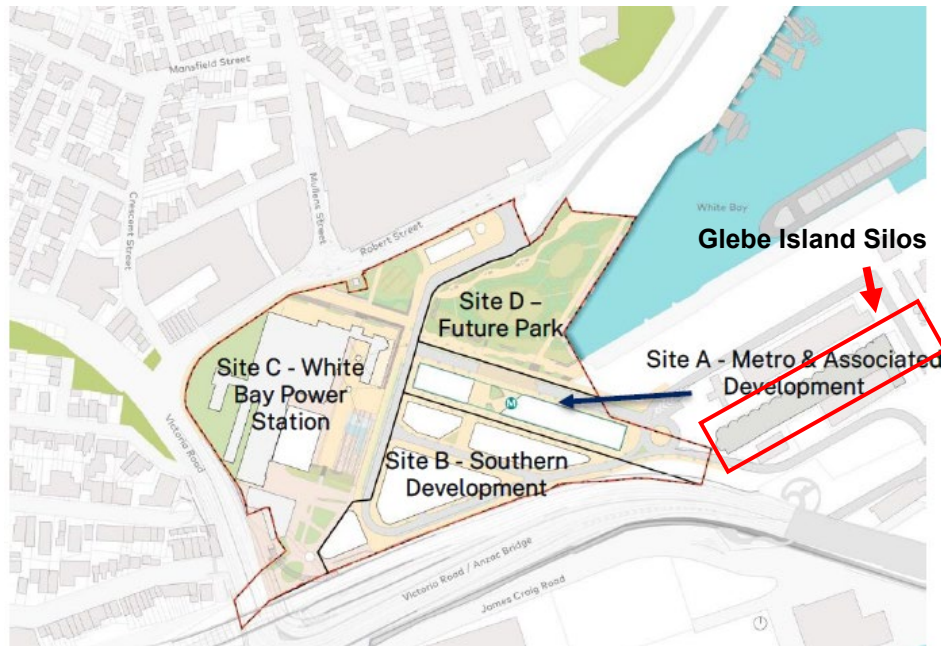 Mansfield Street
Crescent Street
Mullens Street
Robert Street
White Bay
Glebe Island Silos
Site D –
Future Park
Site C - White
Bay Power
Station
Site A - Metro & Associated
Development
M
Site B - Southern
Development
Victoria Road
Victoria Road / Anzac Bridge
James Craig Road